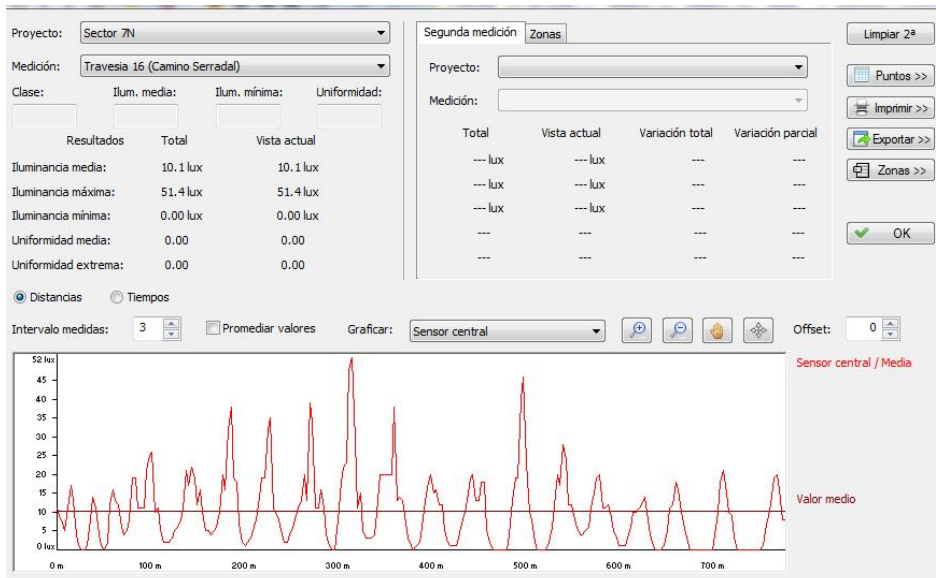 Proyecto: Sector 7N
Medición: Travesia 16 (Camino Serradal)
Clase: Ilum. media: Ilum. mínima: Uniformidad:
Resultados Total Vista actual
Iluminancia media: 10.1 lux 10.1 lux
Iluminancia máxima: 51.4 lux 51.4 lux
Iluminancia mínima: 0.00 lux 0.00 lux
Uniformidad media: 0.00 0.00
Uniformidad extrema: 0.00 0.00
Segunda medición Zonas
Proyecto:
Medición:
Total Vista actual Variación total Variación parcial
--- lux --- lux --- ---
--- lux --- lux --- ---
--- lux --- lux --- ---
--- --- --- ---
--- --- --- ---
Limpiar 2ª
Puntos >>
Imprimir >>
Exportar >>
Zonas >>
OK
Distancias Tiempos
Intervalo medidas: 3 Promediar valores Graficar: Sensor central Offset: 0
52 lux
45
40
35
30
25
20
15
10
5
0 lux
0 m 100 m 200 m 300 m 400 m 500 m 600 m 700 m
Sensor central / Media
Valor medio